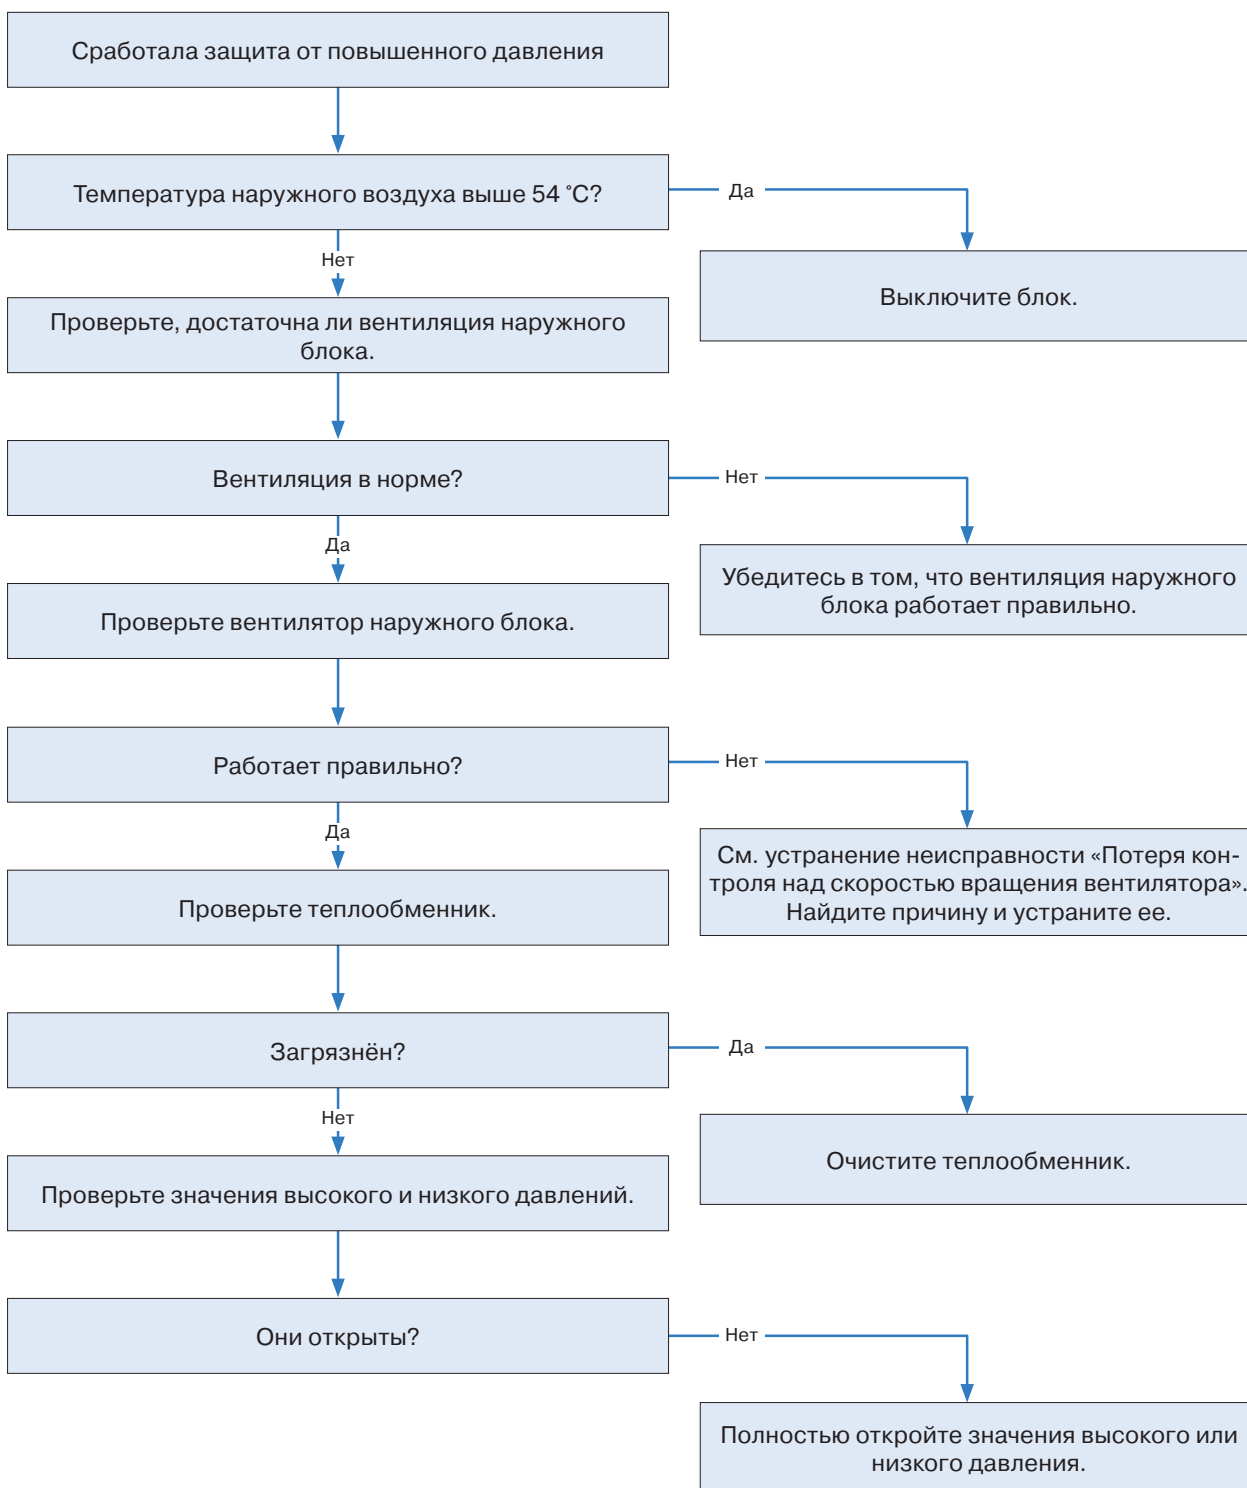 Сработала защита от повышенного давления
Температура наружного воздуха выше 54 °C?
Да
Выключите блок.
Нет
Проверьте, достаточна ли вентиляция наружного
блока.
Вентиляция в норме?
Нет
Убедитесь в том, что вентиляция наружного
блока работает правильно.
Да
Проверьте вентилятор наружного блока.
Работает правильно?
Нет
См. устранение неисправности «Потеря кон-
троля над скоростью вращения вентилятора».
Найдите причину и устраните ее.
Да
Проверьте теплообменник.
Загрязнён?
Да
Очистите теплообменник.
Нет
Проверьте значения высокого и низкого давлений.
Они открыты?
Нет
Полностью откройте значения высокого или
низкого давления.